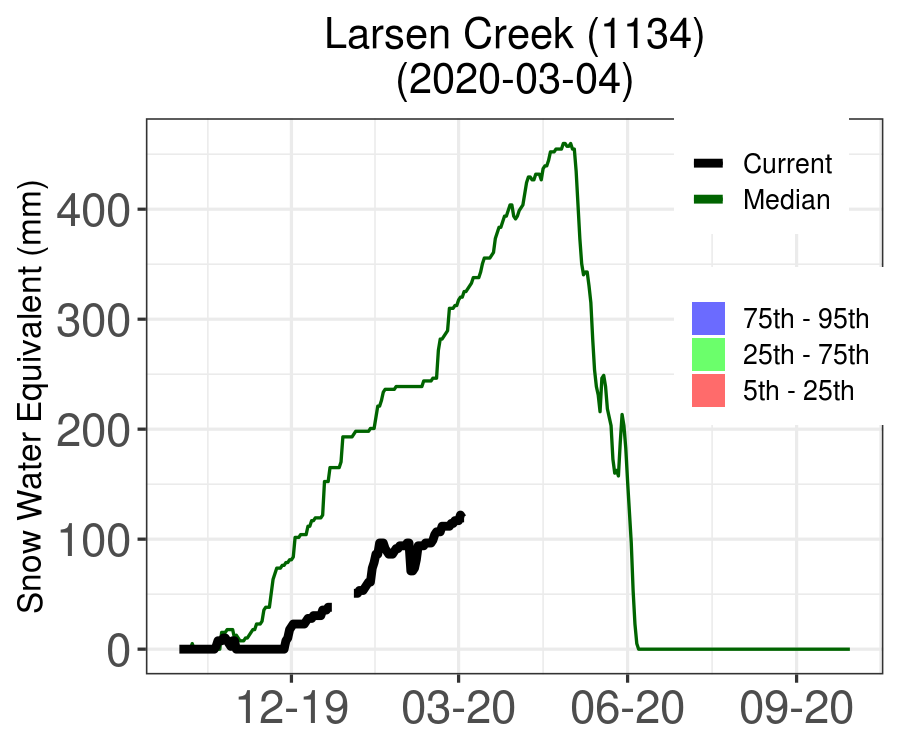 Larsen Creek (1134)
(2020-03-04)
Snow Water Equivalent (mm)
400
300
200
100
0
12-19
03-20
06-20
09-20
Current
Median
75th - 95th
25th - 75th
5th - 25th